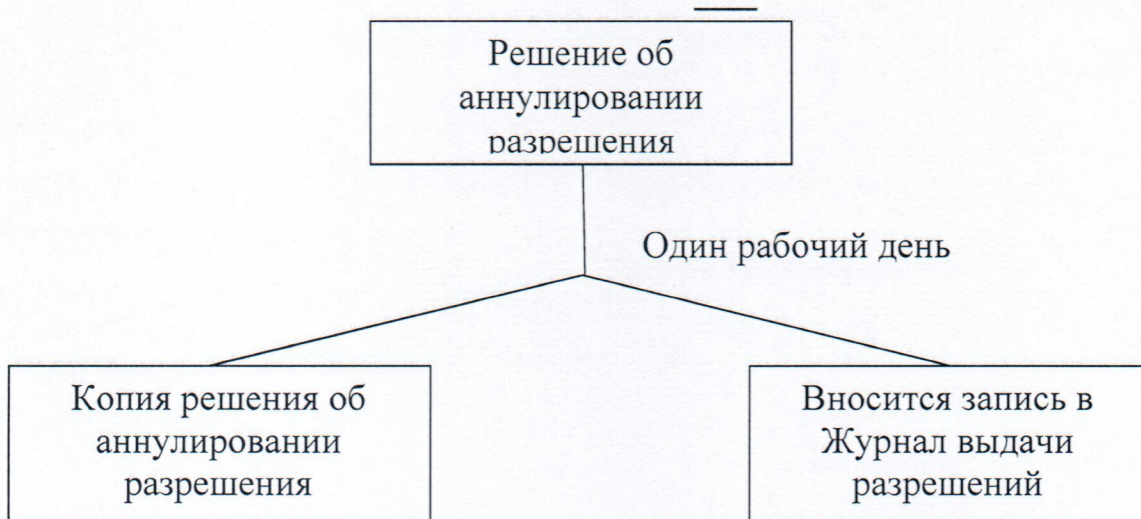 Решение об
аннулировании
разрешения
Один рабочий день
Копия решения об
аннулировании
разрешения
Вносится запись в
Журнал выдачи
разрешений